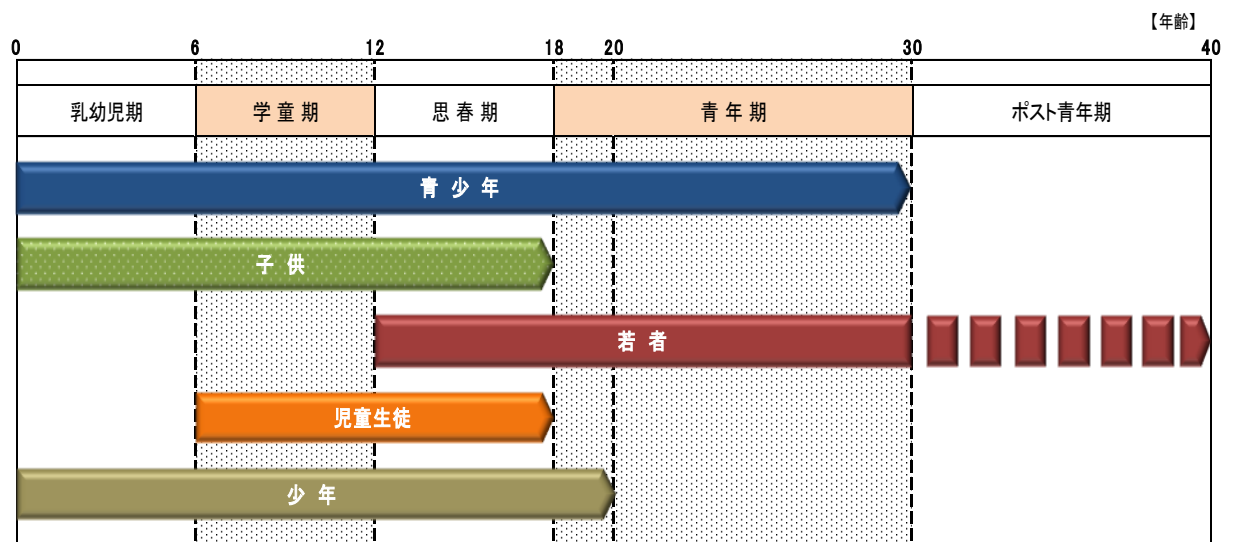 【年齢】
0 6 12 18 20 30 40
乳幼児期 学童期 思春期 青年期 ポスト青年期
青少年
子供
若者
児童生徒
少年